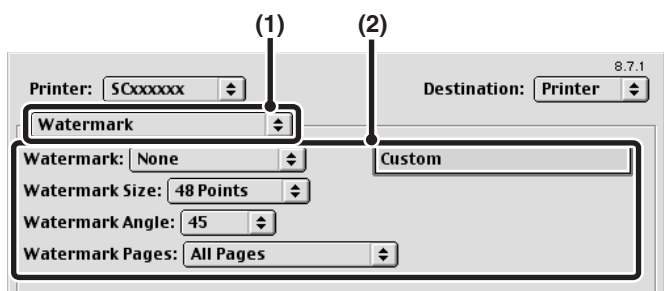 (1) (2)
8.7.1
Printer: SCxxxxxx Destination: Printer
Watermark
Watermark: None Custom
Watermark Size: 48 Points
Watermark Angle: 45
Watermark Pages: All Pages